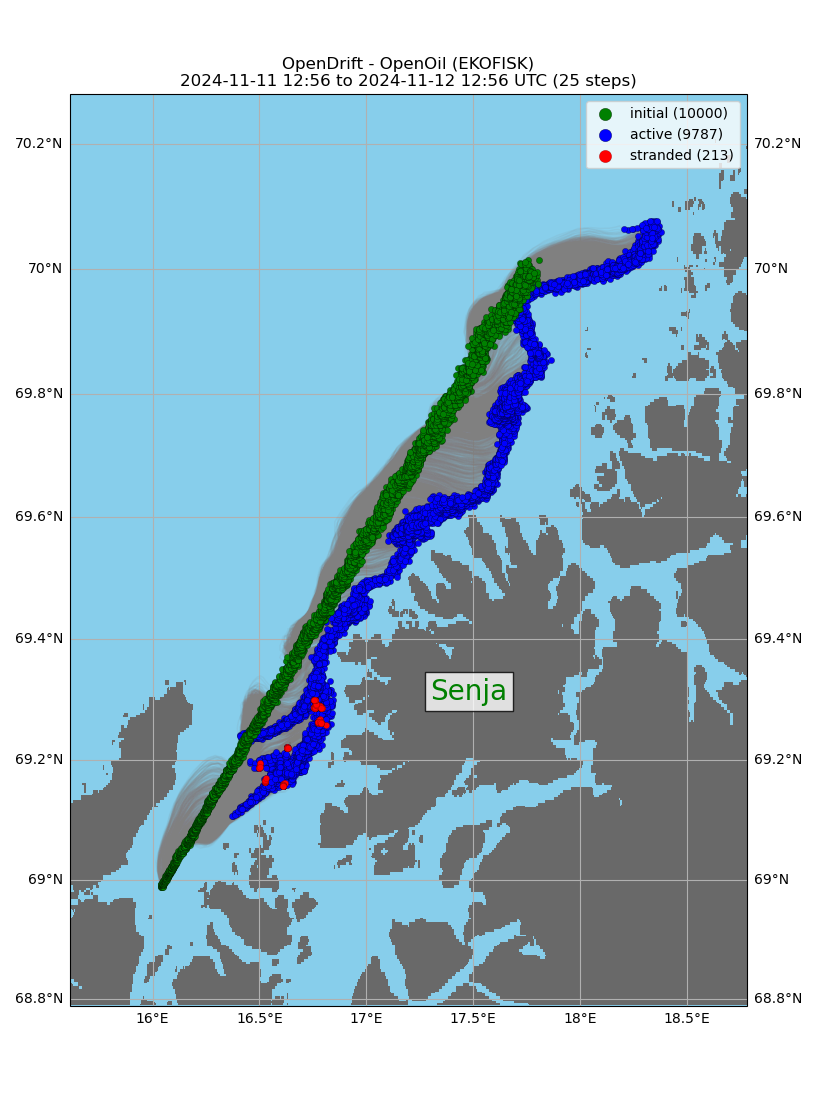 OpenDrift - OpenOil (EKOFISK)
2024-11-11 12:56 to 2024-11-12 12:56 UTC (25 steps)
initial (10000)
active (9787)
stranded (213)
70.2°N
70.2°N
70°N
70°N
69.8°N
69.8°N
69.6°N
69.6°N
69.4°N
69.4°N
Senja
69.2°N
69.2°N
69°N
69°N
68.8°N
68.8°N
16°E
16.5°E
17°E
17.5°E
18°E
18.5°E